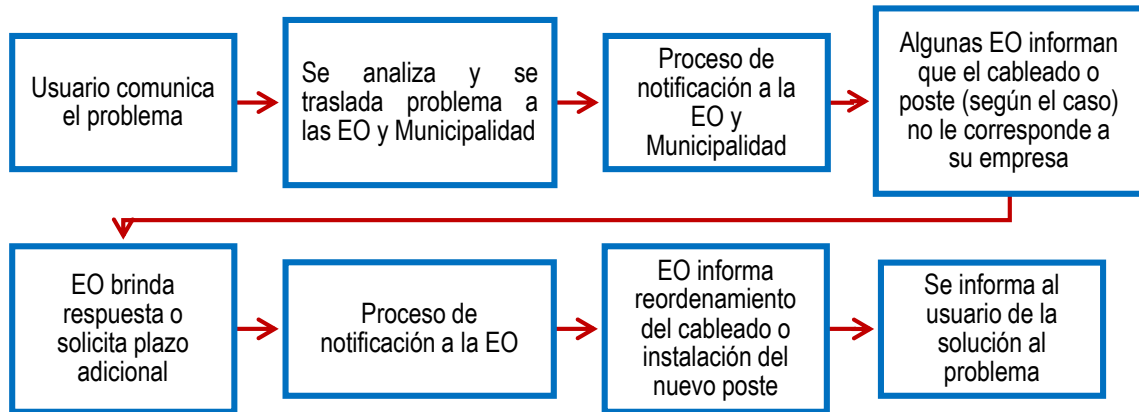 Usuario comunica
el problema
Se analiza y se
traslada problema a
las EO y Municipalidad
Proceso de
notificación a la
EO y
Municipalidad
Algunas EO informan
que el cableado o
poste (según el caso)
no le corresponde a
su empresa
EO brinda
respuesta o
solicita plazo
adicional
Proceso de
notificación a la EO
EO informa
reordenamiento
del cableado o
instalación del
nuevo poste
Se informa al
usuario de la
solución al
problema